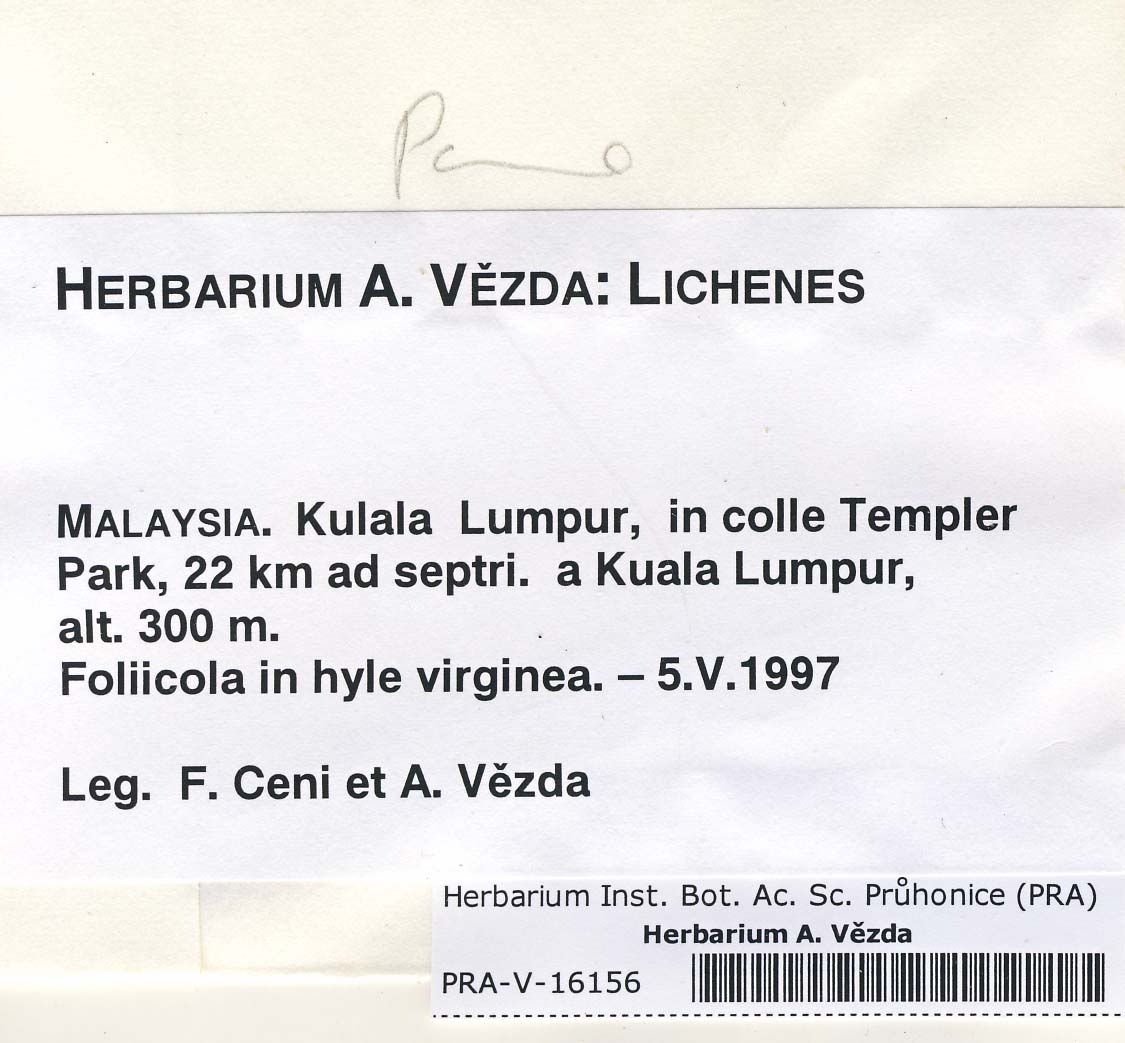 HERBARIUM A. VĚZDA: LICHENES
MALAYSIA. Kulala Lumpur, in colle Templer
Park, 22 km ad septri. a Kuala Lumpur,
alt. 300 m.
Foliicola in hyle virginea. – 5.V.1997
Leg. F. Ceni et A. Vězda
Herbarium Inst. Bot. Ac. Sc. Průhonice (PRA)
Herbarium A. Vězda
PRA-V-16156